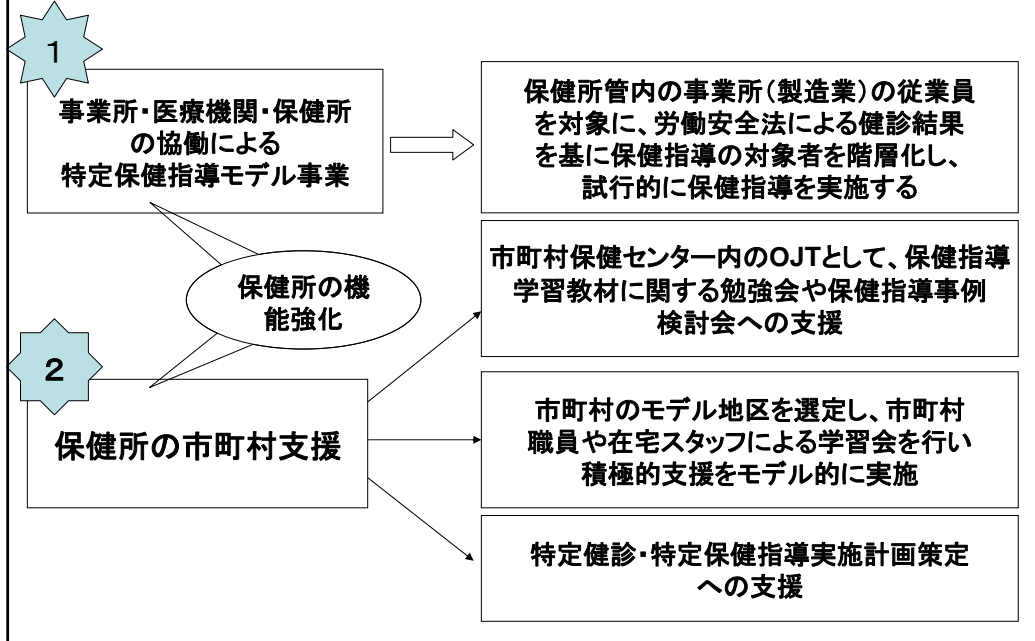 1
事業所・医療機関・保健所
の協働による
特定保健指導モデル事業
保健所管内の事業所(製造業)の従業員
を対象に、労働安全法による健診結果
を基に保健指導の対象者を階層化し、
試行的に保健指導を実施する
保健所の機
能強化
2
保健所の市町村支援
市町村保健センター内のOJTとして、保健指導
学習教材に関する勉強会や保健指導事例
検討会への支援
市町村のモデル地区を選定し、市町村
職員や在宅スタッフによる学習会を行い
積極的支援をモデル的に実施
特定健診・特定保健指導実施計画策定
への支援